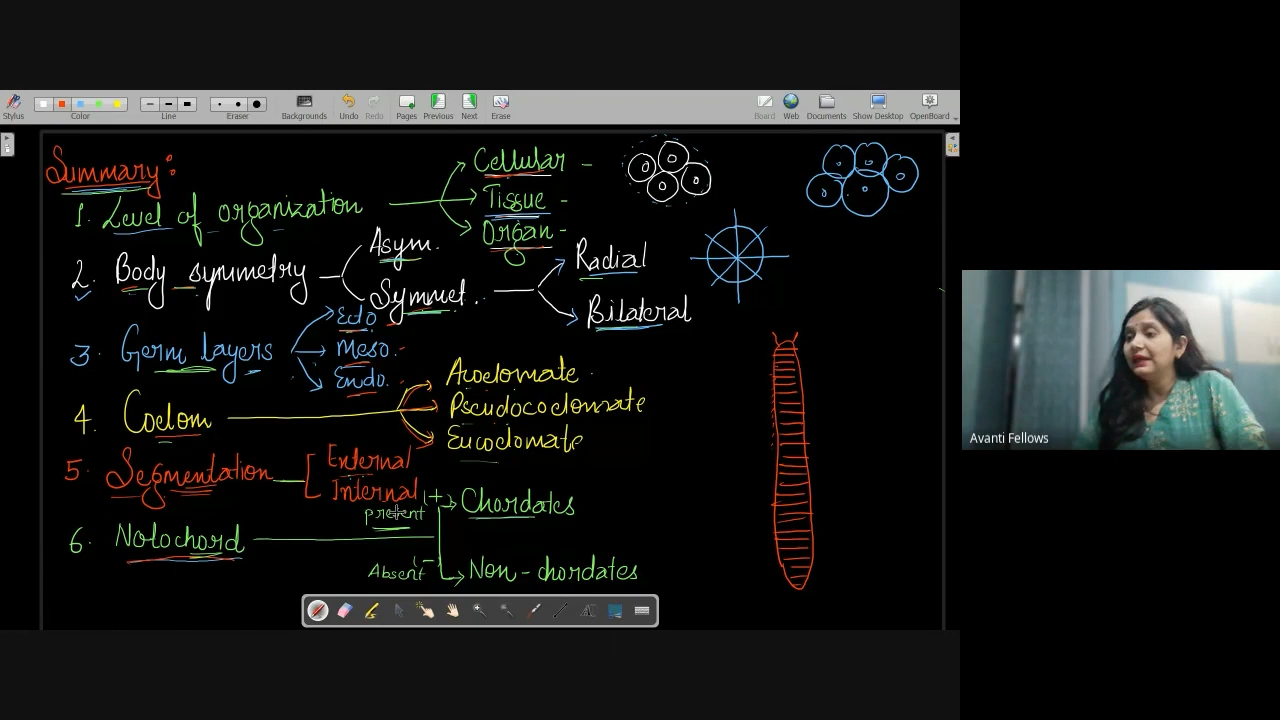 Stylus
Color
Line
Eraser
Backgrounds
Undo
Redo
Pages
Previous
Next
Erase
Board
Web
Documents
Show Desktop
OpenBoard
Summary:
1. Level of organization
Cellular -
Tissue -
Organ -
2. Body symmetry
Asym.
Symmet.
Radial
Bilateral
3. Germ layers
Ecto
Meso.
Endo.
4. Coelom
Acoelomate
Pseudocoelomate
Eucoelomate
5. Segmentation
External
Internal
6. Notochord
present (+) Chordates
Absent (- Non-chordates
Avanti Fellows